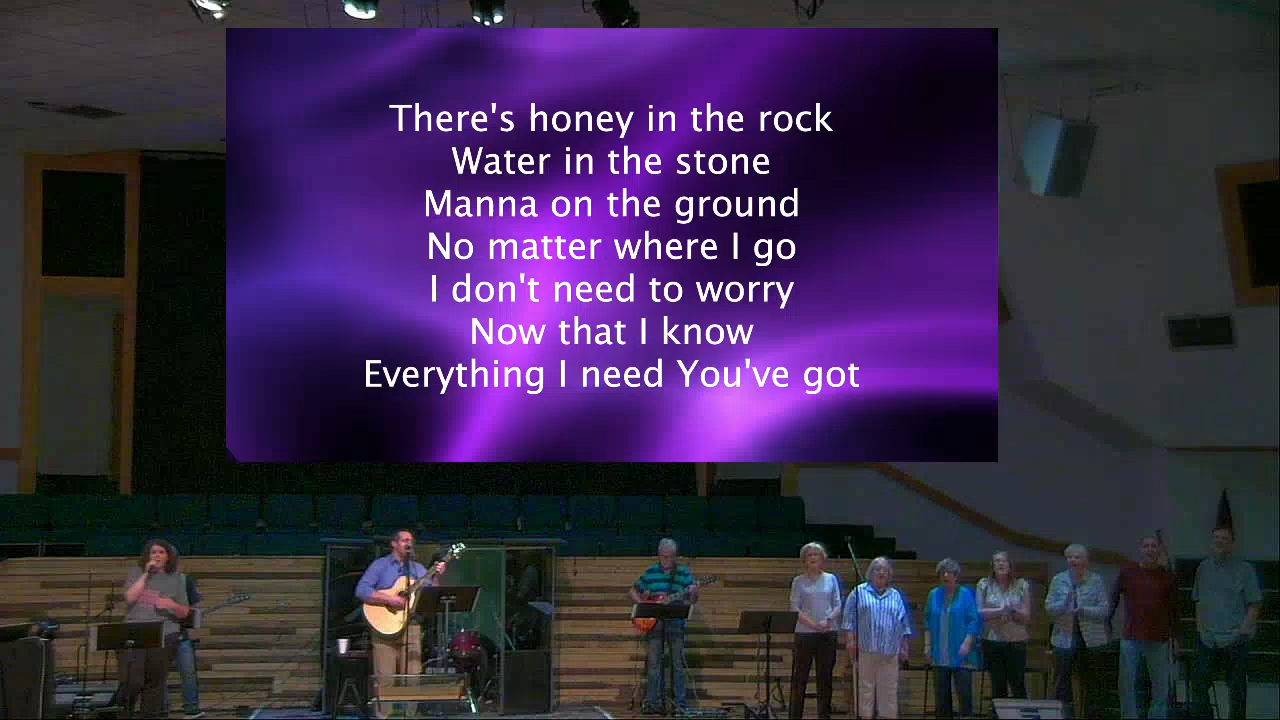 There's honey in the rock
Water in the stone
Manna on the ground
No matter where I go
I don't need to worry
Now that I know
Everything I need You've got